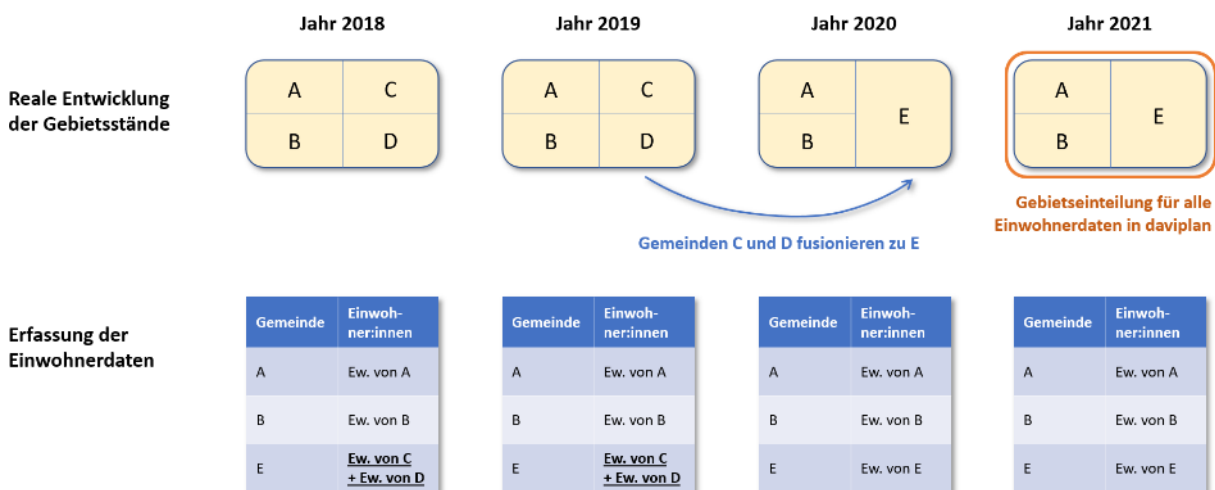 Jahr 2018
Jahr 2019
Jahr 2020
Jahr 2021
Reale Entwicklung
der Gebietsstände
A
C
B
D
A
C
B
D
A
B
E
A
B
E
Gemeinden C und D fusionieren zu E
Gebietseinteilung für alle
Einwohnerdaten in daviplan
Erfassung der
Einwohnerdaten
Gemeinde
Einwoh-
ner:innen
A
Ew. von A
B
Ew. von B
E
Ew. von C
+ Ew. von D
Gemeinde
Einwoh-
ner:innen
A
Ew. von A
B
Ew. von B
E
Ew. von C
+ Ew. von D
Gemeinde
Einwoh-
ner:innen
A
Ew. von A
B
Ew. von B
E
Ew. von E
Gemeinde
Einwoh-
ner:innen
A
Ew. von A
B
Ew. von B
E
Ew. von E